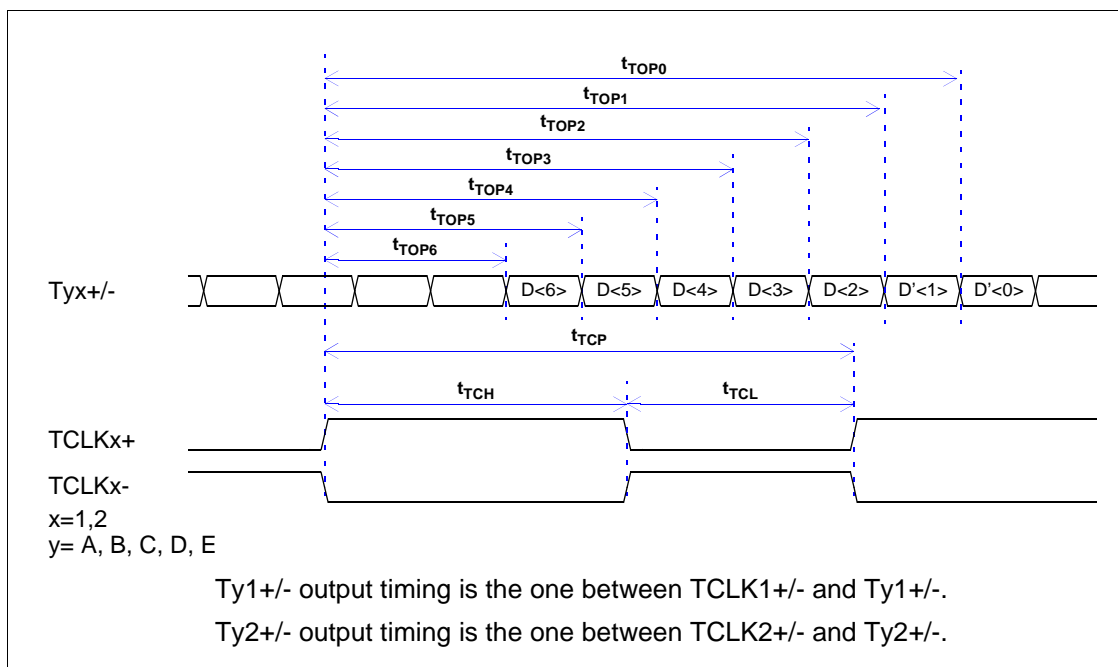 tTOP0
tTOP1
tTOP2
tTOP3
tTOP4
tTOP5
tTOP6
Tyx+/- D<6> D<5> D<4> D<3> D<2> D'<1> D'<0>
tTCP
tTCH tTCL
TCLKx+
TCLKx-
x=1,2
y= A, B, C, D, E
Ty1+/- output timing is the one between TCLK1+/- and Ty1+/-.
Ty2+/- output timing is the one between TCLK2+/- and Ty2+/-.